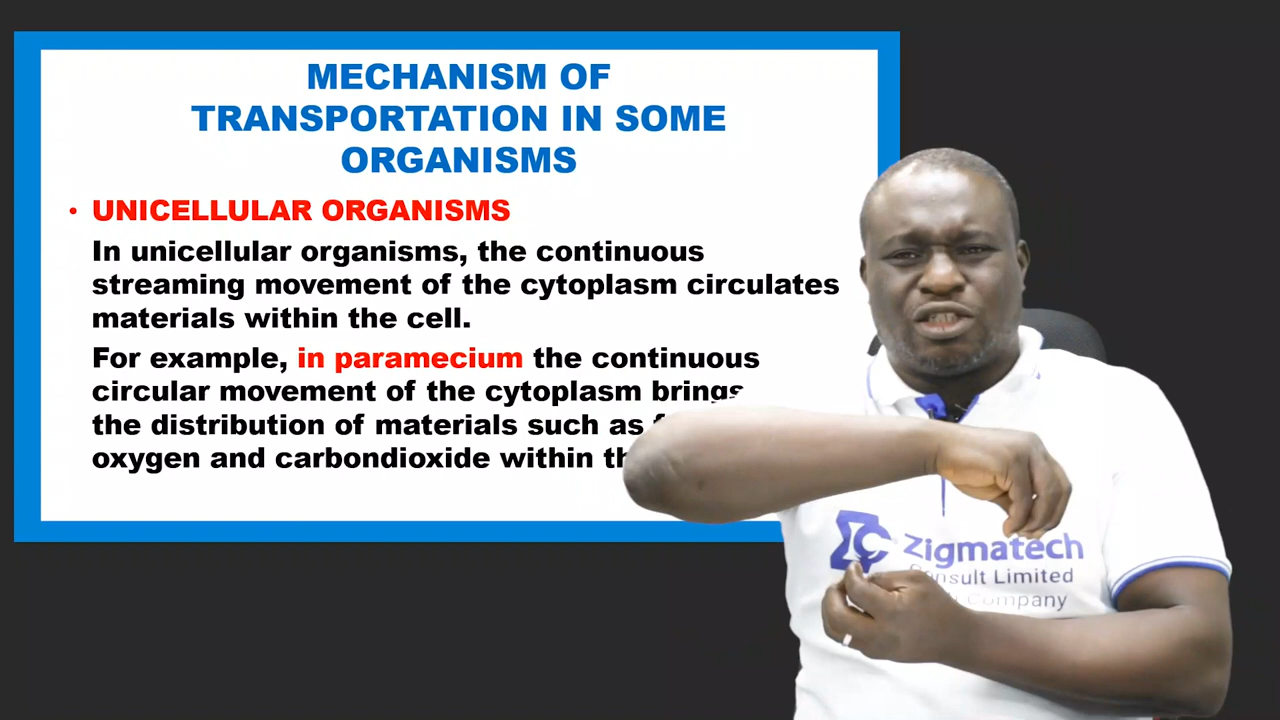 MECHANISM OF
TRANSPORTATION IN SOME
ORGANISMS
• UNICELLULAR ORGANISMS
In unicellular organisms, the continuous
streaming movement of the cytoplasm circulates
materials within the cell.
For example, in paramecium the continuous
circular movement of the cytoplasm brings
the distribution of materials such as
oxygen and carbondioxide within
Zigmatech
Consult Limited
Company